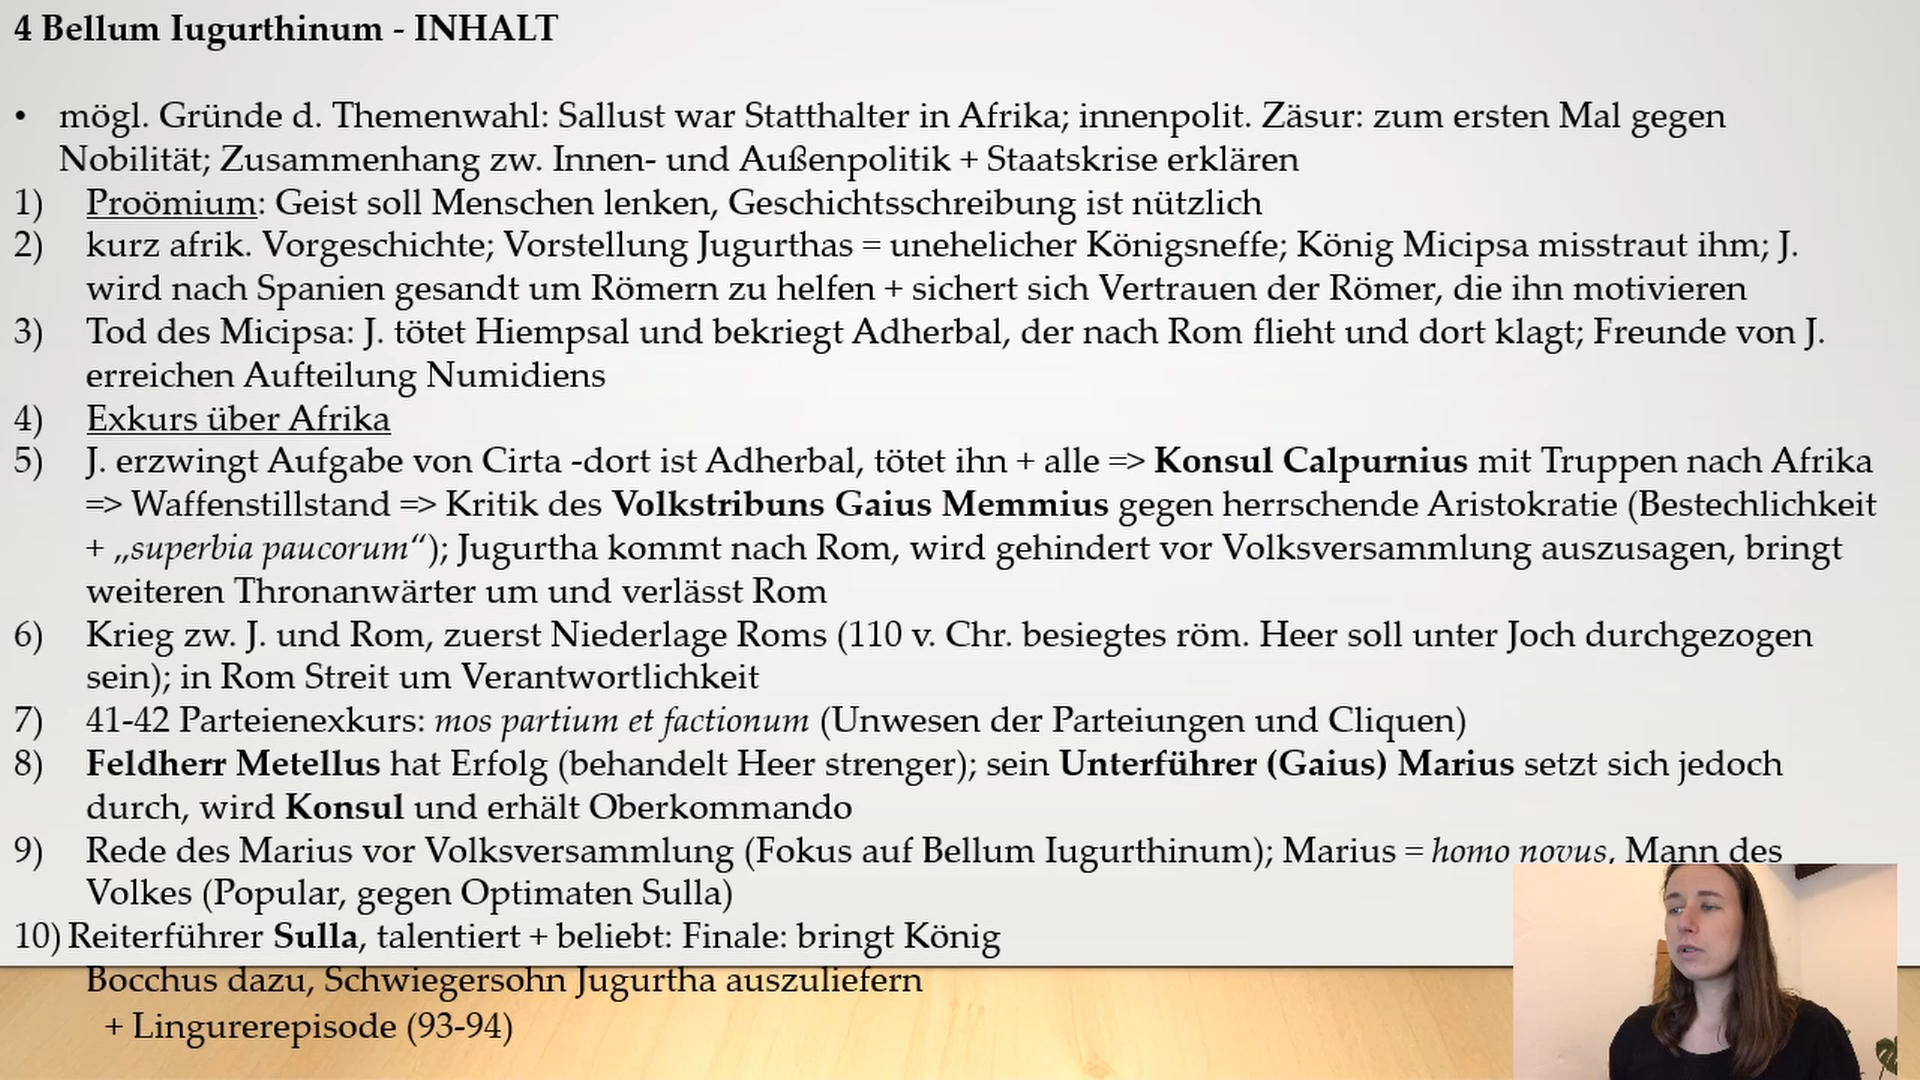 4 Bellum Iugurthinum - INHALT
• mögl. Gründe d. Themenwahl: Sallust war Statthalter in Afrika; innenpolit. Zäsur: zum ersten Mal gegen
Nobilität; Zusammenhang zw. Innen- und Außenpolitik + Staatskrise erklären
1) Proömium: Geist soll Menschen lenken, Geschichtsschreibung ist nützlich
2) kurz afrik. Vorgeschichte; Vorstellung Jugurthas = unehelicher Königsneffe; König Micipsa misstraut ihm; J.
wird nach Spanien gesandt um Römern zu helfen + sichert sich Vertrauen der Römer, die ihn motivieren
3) Tod des Micipsa: J. tötet Hiempsal und bekriegt Adherbal, der nach Rom flieht und dort klagt; Freunde von J.
erreichen Aufteilung Numidiens
4) Exkurs über Afrika
5) J. erzwingt Aufgabe von Cirta -dort ist Adherbal, tötet ihn + alle => Konsul Calpurnius mit Truppen nach Afrika
=> Waffenstillstand => Kritik des Volkstribuns Gaius Memmius gegen herrschende Aristokratie (Bestechlichkeit
+ „superbia paucorum“); Jugurtha kommt nach Rom, wird gehindert vor Volksversammlung auszusagen, bringt
weiteren Thronanwärter um und verlässt Rom
6) Krieg zw. J. und Rom, zuerst Niederlage Roms (110 v. Chr. besiegtes röm. Heer soll unter Joch durchgezogen
sein); in Rom Streit um Verantwortlichkeit
7) 41-42 Parteienexkurs: mos partium et factionum (Unwesen der Parteiungen und Cliquen)
8) Feldherr Metellus hat Erfolg (behandelt Heer strenger); sein Unterführer (Gaius) Marius setzt sich jedoch
durch, wird Konsul und erhält Oberkommando
9) Rede des Marius vor Volksversammlung (Fokus auf Bellum Iugurthinum); Marius = homo novus, Mann des
Volkes (Popular, gegen Optimaten Sulla)
10) Reiterführer Sulla, talentiert + beliebt: Finale: bringt König
Bocchus dazu, Schwiegersohn Jugurtha auszuliefern
+ Lingurerepisode (93-94)